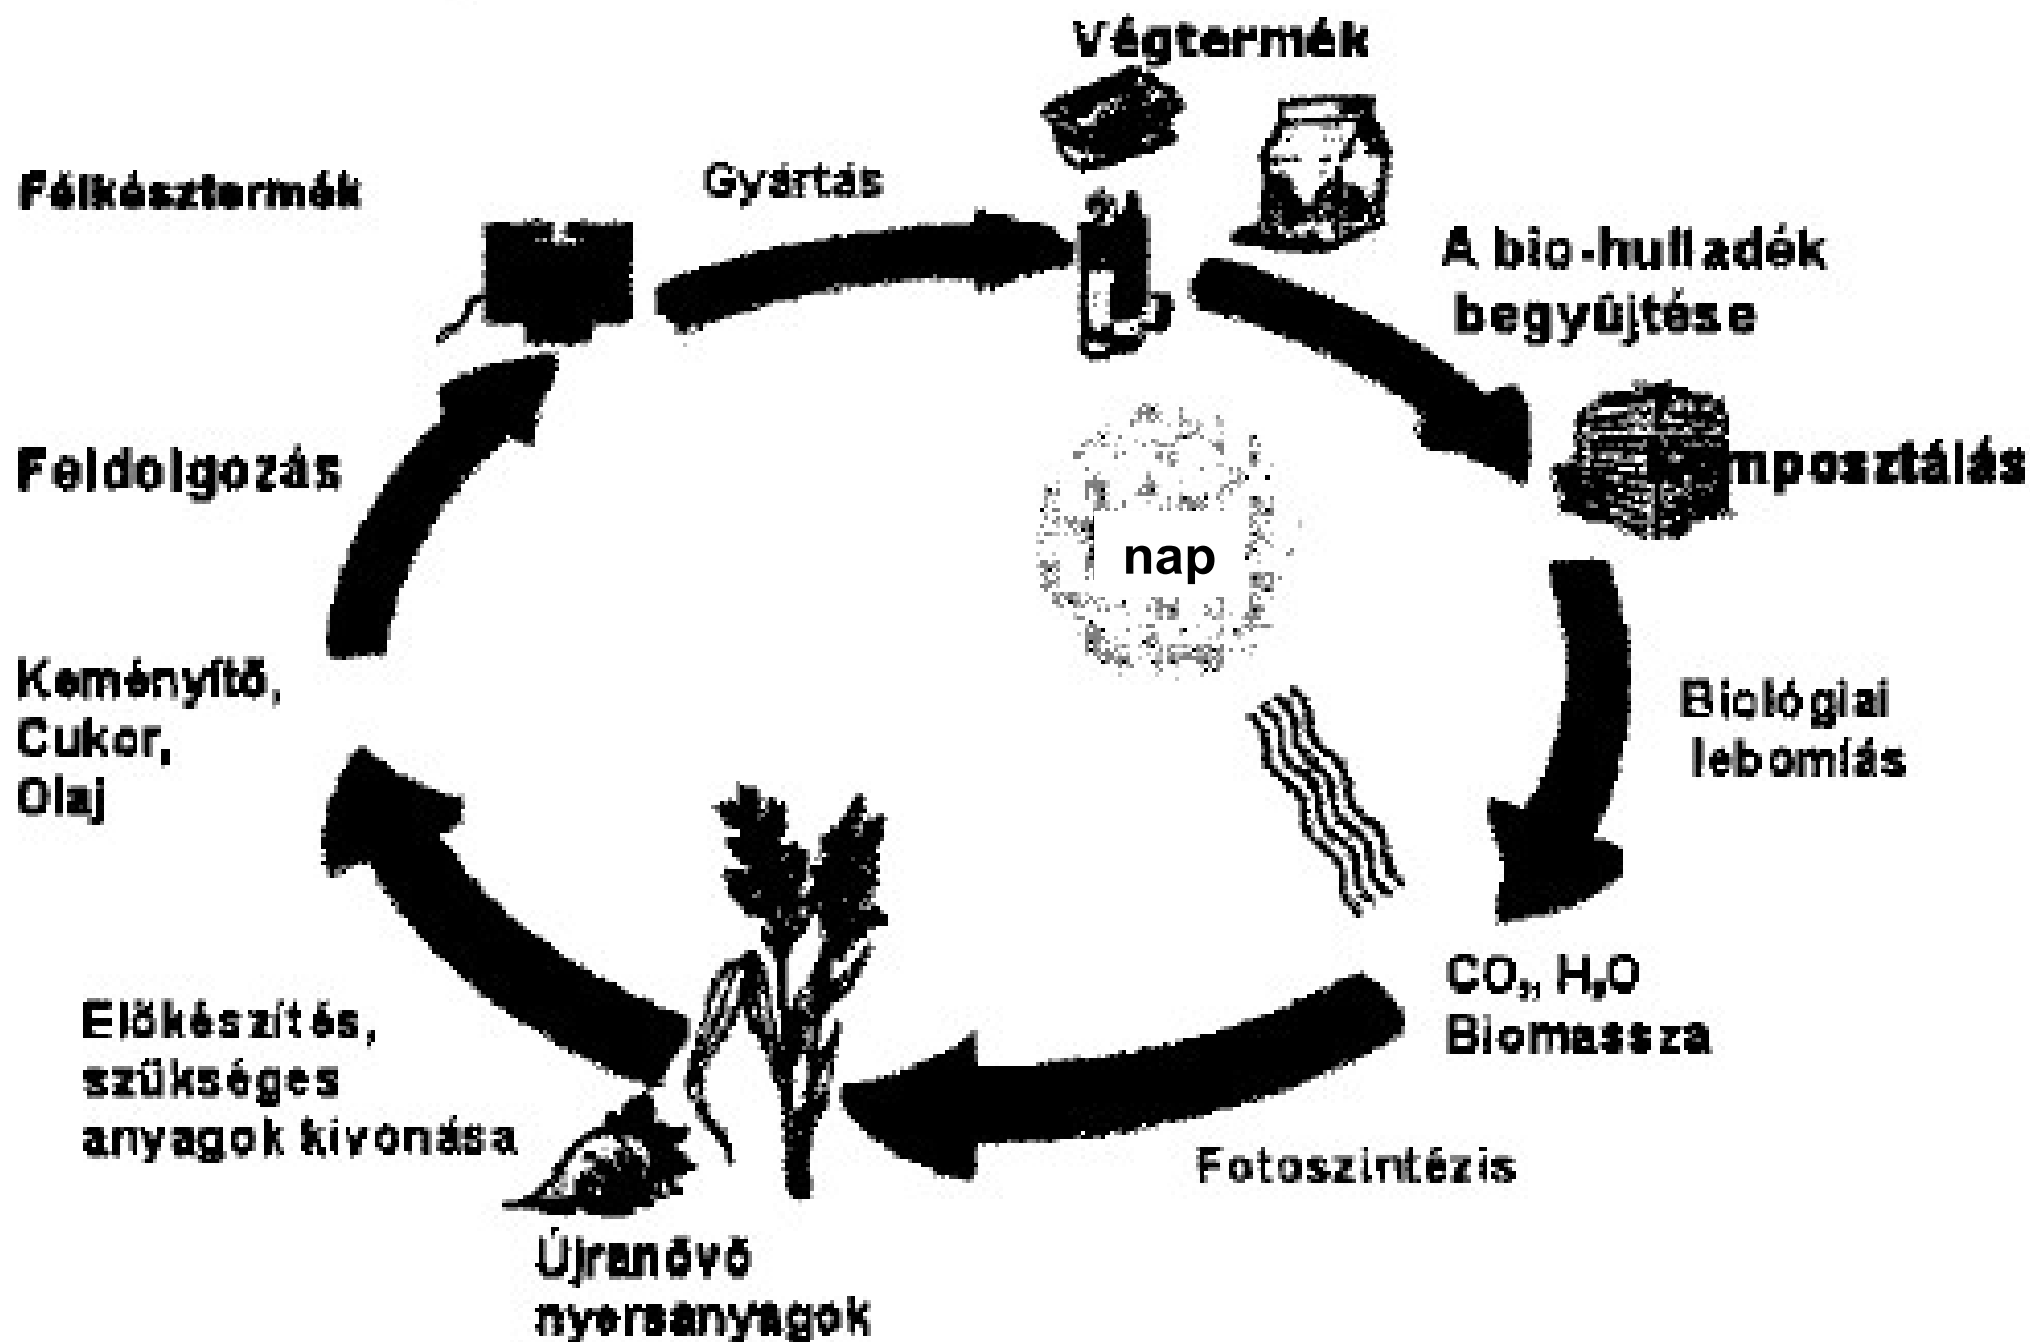 Végtermék
Félkésztermék
Gyártás
A bio-hulladék
begyűjtése
Feldolgozás
nap
Keményítő,
Cukor,
Olaj
Biológiai
lebomlás
CO₂, H₂O
Biomassza
Előkészítés,
szükséges
anyagok kivonása
Fotoszintézis
Újranövő
nyersanyagok